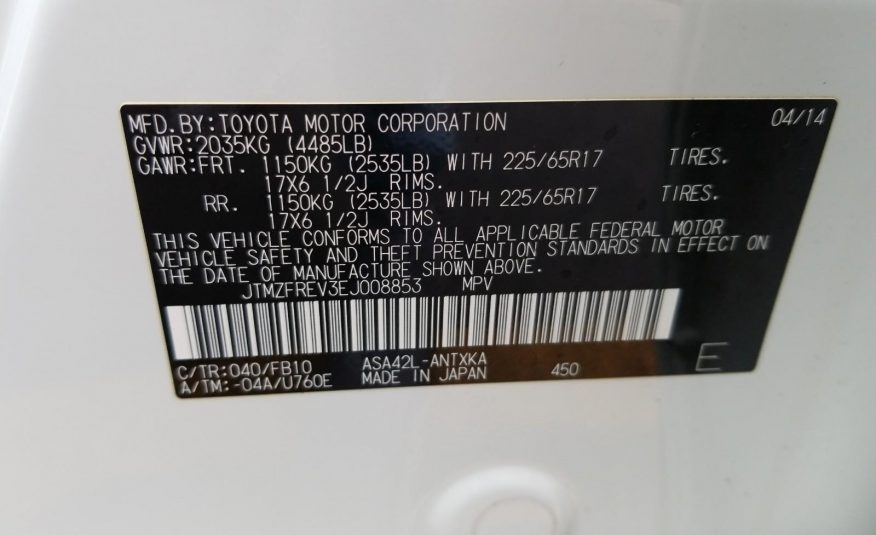 MFD.BY:TOYOTA MOTOR CORPORATION 04/14
GVWR:2035KG (4485LB)
GAWR:FRT. 1150KG (2535LB) WITH 225/65R17 TIRES.
17X6 1/2J RIMS.
RR. 1150KG (2535LB) WITH 225/65R17 TIRES.
17X6 1/2J RIMS.
THIS VEHICLE CONFORMS TO ALL APPLICABLE FEDERAL MOTOR
VEHICLE SAFETY AND THEFT PREVENTION STANDARDS IN EFFECT ON
THE DATE OF MANUFACTURE SHOWN ABOVE.
JTMZFREV3EJ008853 MPV
C/TR:040/FB10 ASA42L-ANTXKA
A/TM:-04A/U760E MADE IN JAPAN 450 E